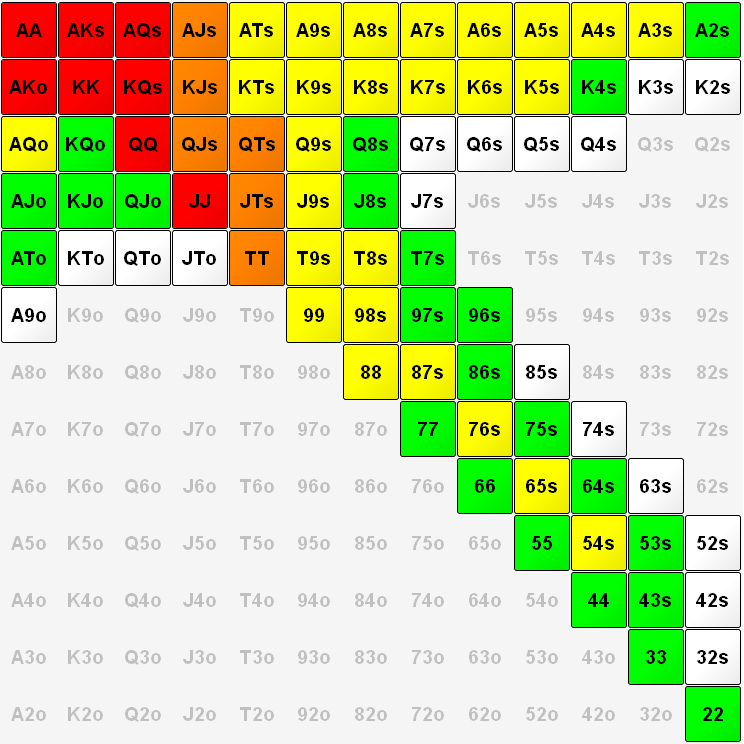 AA AKs AQs AJs ATs A9s A8s A7s A6s A5s A4s A3s A2s
AKo KK KQs KJs KTs K9s K8s K7s K6s K5s K4s K3s K2s
AQo KQo QQ QJs QTs Q9s Q8s Q7s Q6s Q5s Q4s Q3s Q2s
AJo KJo QJo JJ JTs J9s J8s J7s J6s J5s J4s J3s J2s
ATo KTo QTo JTo TT T9s T8s T7s T6s T5s T4s T3s T2s
A9o K9o Q9o J9o T9o 99 98s 97s 96s 95s 94s 93s 92s
A8o K8o Q8o J8o T8o 98o 88 87s 86s 85s 84s 83s 82s
A7o K7o Q7o J7o T7o 97o 87o 77 76s 75s 74s 73s 72s
A6o K6o Q6o J6o T6o 96o 86o 76o 66 65s 64s 63s 62s
A5o K5o Q5o J5o T5o 95o 85o 75o 65o 55 54s 53s 52s
A4o K4o Q4o J4o T4o 94o 84o 74o 64o 54o 44 43s 42s
A3o K3o Q3o J3o T3o 93o 83o 73o 63o 53o 43o 33 32s
A2o K2o Q2o J2o T2o 92o 82o 72o 62o 52o 42o 32o 22